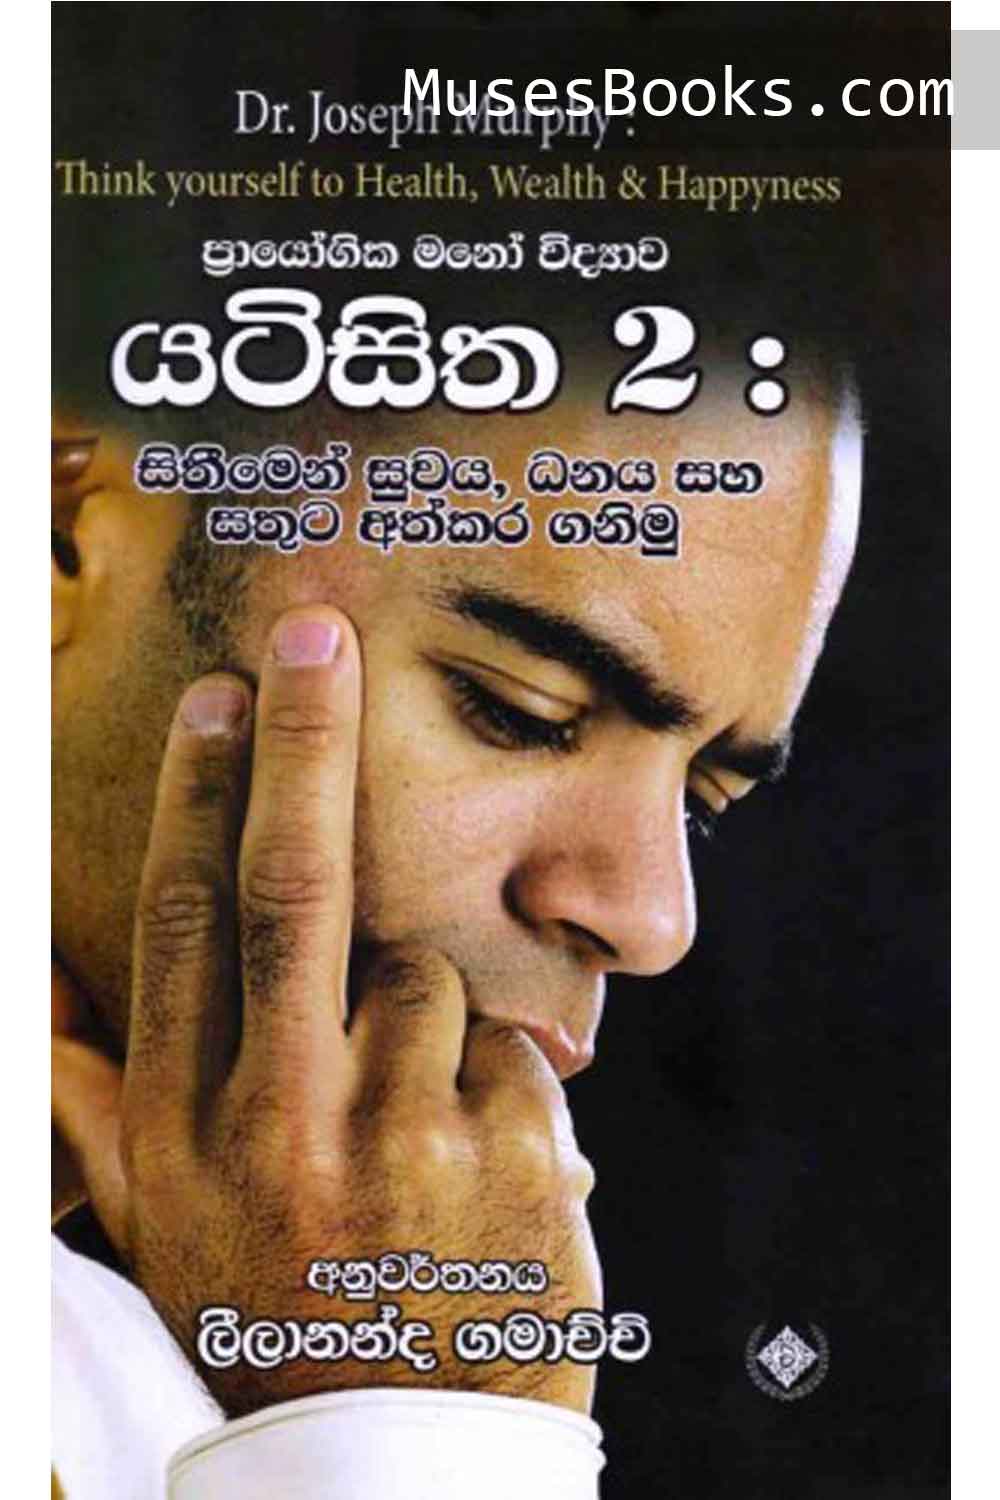 MusesBooks.com
Dr. Joseph Murphy :
Think yourself to Health, Wealth & Happyness
ප්‍රායෝගික මනෝ විද්‍යාව
යටිසිත 2 :
සිතීමෙන් සුවය, ධනය සහ
සතුට අත්කර ගනිමු
අනුවර්තනය
ලීලානන්ද ගමාච්චි